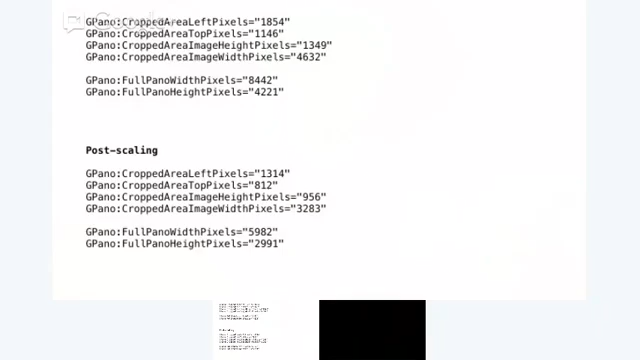 GPano:CroppedAreaLeftPixels="1854"
GPano:CroppedAreaTopPixels="1146"
GPano:CroppedAreaImageHeightPixels="1349"
GPano:CroppedAreaImageWidthPixels="4632"
GPano:FullPanoWidthPixels="8442"
GPano:FullPanoHeightPixels="4221"
Post-scaling
GPano:CroppedAreaLeftPixels="1314"
GPano:CroppedAreaTopPixels="812"
GPano:CroppedAreaImageHeightPixels="956"
GPano:CroppedAreaImageWidthPixels="3283"
GPano:FullPanoWidthPixels="5982"
GPano:FullPanoHeightPixels="2991"